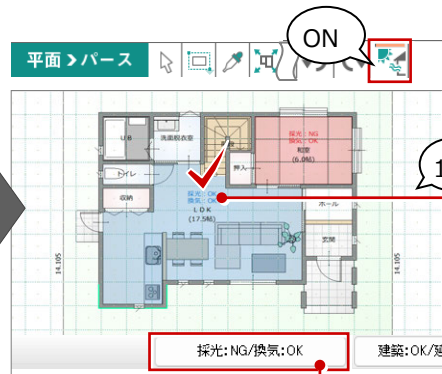 ON
平面 > パース
採光: NG
換気: OK
和室
(6.0帖)
UB
洗面脱衣室
押入
トイレ
1
収納
採光: OK
換気: OK
LDK
(17.5帖)
ホール
玄関
14,105
14,105
採光: NG/換気: OK
建築: OK/建